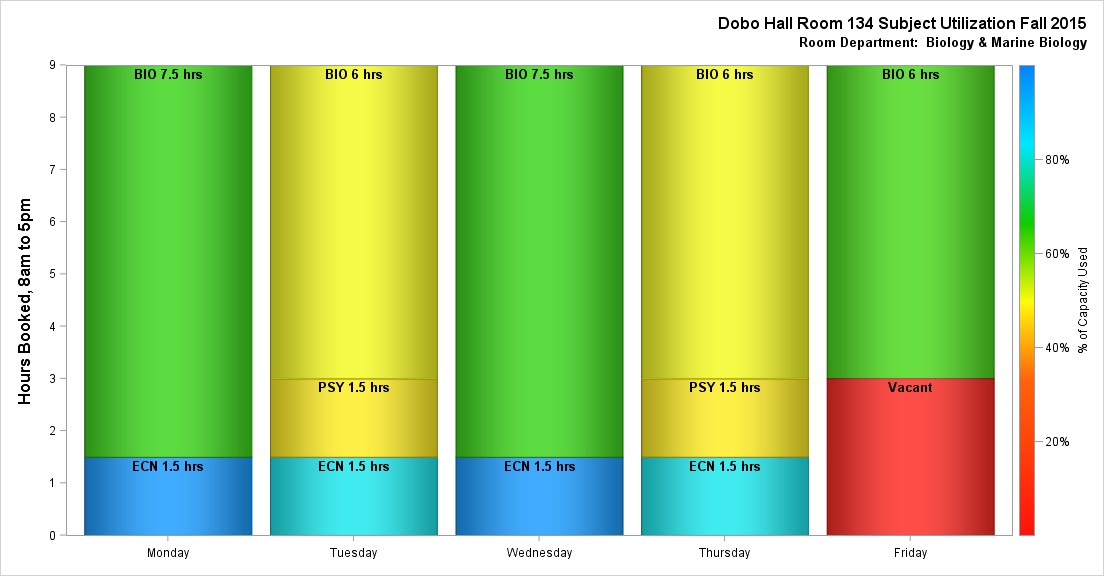 Dobo Hall Room 134 Subject Utilization Fall 2015
Room Department:  Biology & Marine Biology
Hours Booked, 8am to 5pm
9
8
7
6
5
4
3
2
1
0
BIO 7.5 hrs
ECN 1.5 hrs
BIO 6 hrs
PSY 1.5 hrs
ECN 1.5 hrs
BIO 7.5 hrs
ECN 1.5 hrs
BIO 6 hrs
PSY 1.5 hrs
ECN 1.5 hrs
BIO 6 hrs
Vacant
Monday
Tuesday
Wednesday
Thursday
Friday
80%
60%
40%
20%
% of Capacity Used